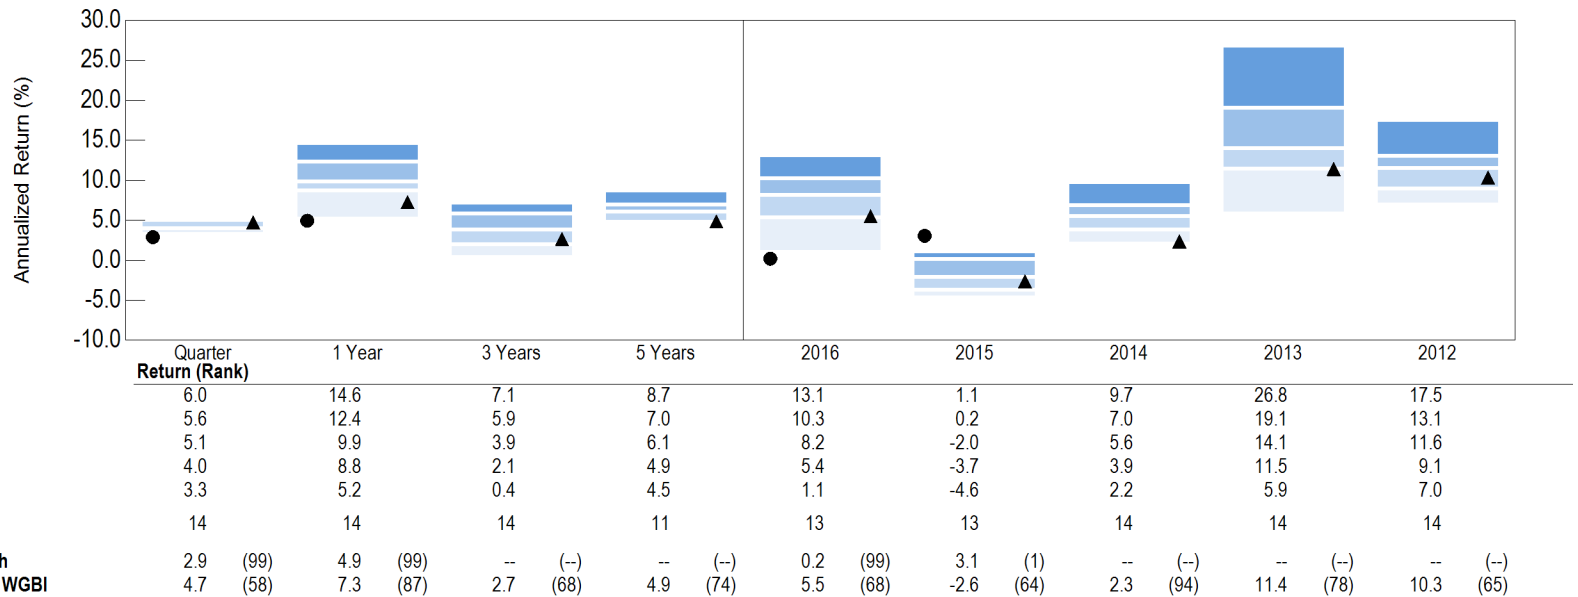 30.0
25.0
20.0
15.0
10.0
5.0
0.0
-5.0
-10.0
Annualized Return (%)
Quarter 1 Year 3 Years 5 Years 2016 2015 2014 2013 2012
Return (Rank)
6.0 14.6 7.1 8.7 13.1 1.1 9.7 26.8 17.5
5.6 12.4 5.9 7.0 10.3 0.2 7.0 19.1 13.1
5.1 9.9 3.9 6.1 8.2 -2.0 5.6 14.1 11.6
4.0 8.8 2.1 4.9 5.4 -3.7 3.9 11.5 9.1
3.3 5.2 0.4 4.5 1.1 -4.6 2.2 5.9 7.0
14 14 14 11 13 13 14 14 14
h 2.9 (99) 4.9 (99) -- (--) -- (--) 0.2 (99) 3.1 (1) -- (--) -- (--) -- (--)
WGBI 4.7 (58) 7.3 (87) 2.7 (68) 4.9 (74) 5.5 (68) -2.6 (64) 2.3 (94) 11.4 (78) 10.3 (65)